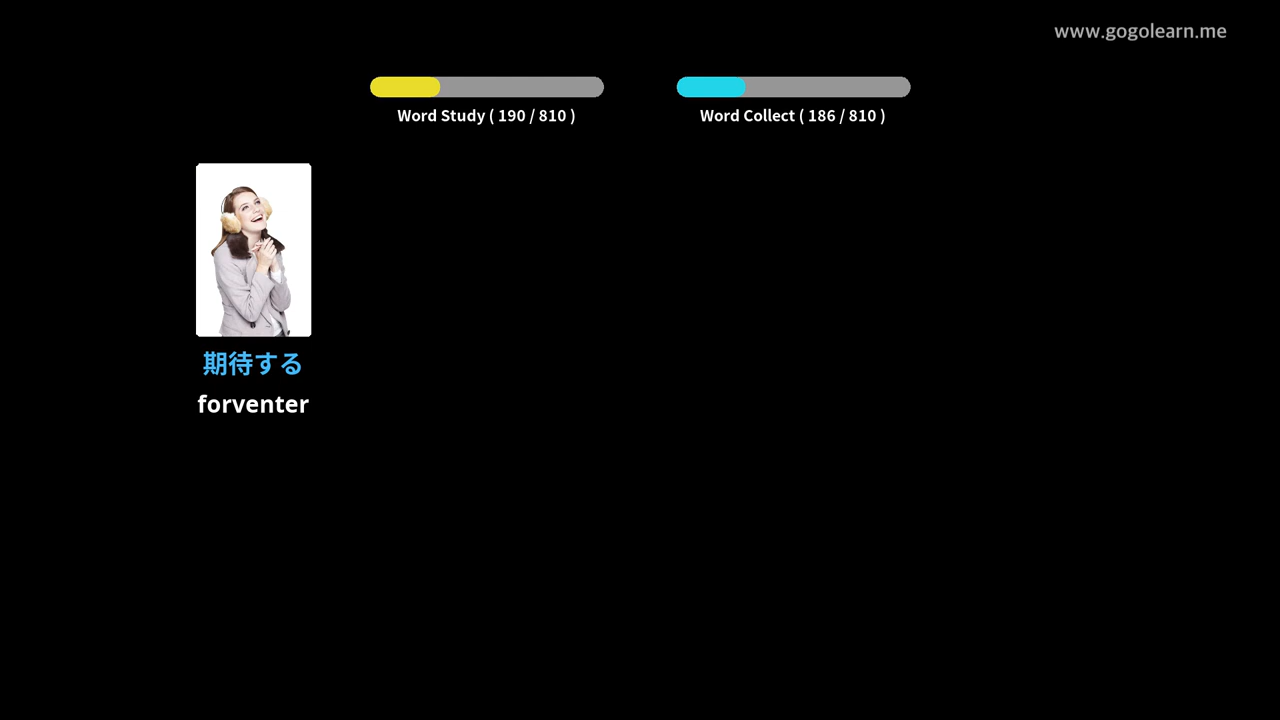 www.gogolearn.me
Word Study ( 190 / 810 )
Word Collect ( 186 / 810 )
期待する
forventer